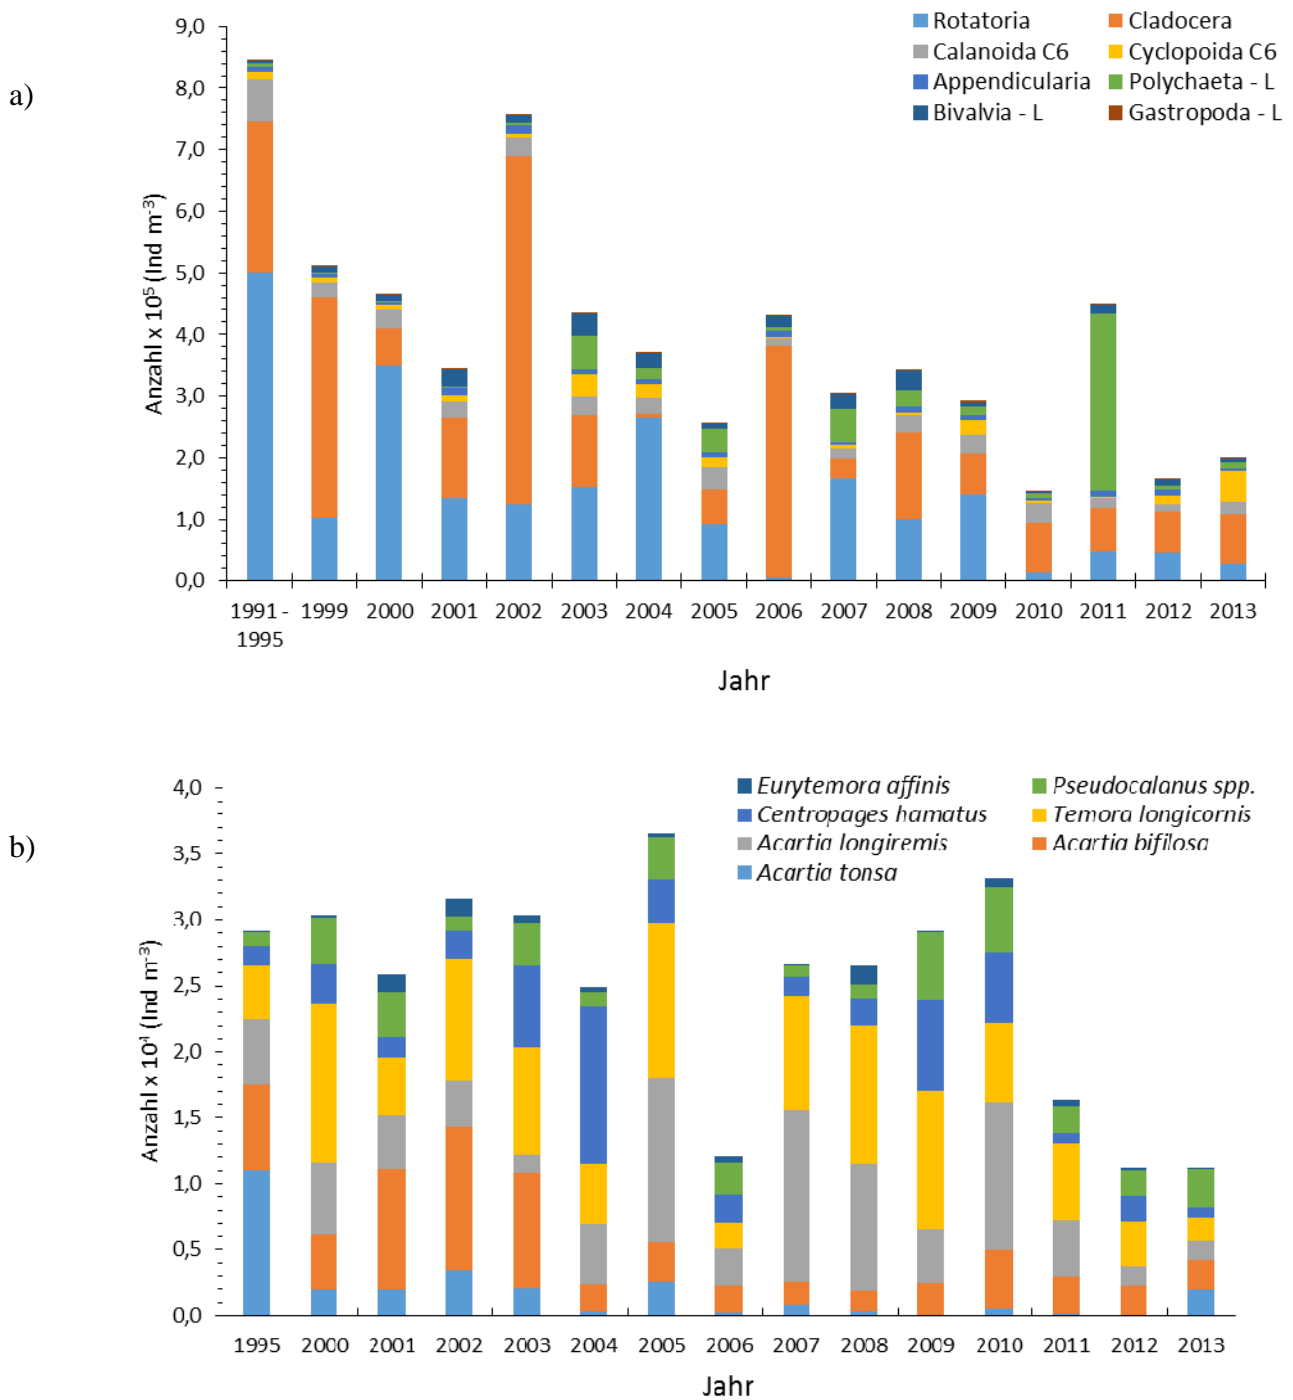 a)
Rotatoria Cladocera
Calanoida C6 Cyclopoida C6
Appendicularia Polychaeta - L
Bivalvia - L Gastropoda - L
Anzahl x 10⁵ (Ind m⁻³)
9,0
8,0
7,0
6,0
5,0
4,0
3,0
2,0
1,0
0,0
1991 - 1999 2000 2001 2002 2003 2004 2005 2006 2007 2008 2009 2010 2011 2012 2013
1995
Jahr
b)
Eurytemora affinis Pseudocalanus spp.
Centropages hamatus Temora longicornis
Acartia longiremis Acartia bifilosa
Acartia tonsa
Anzahl x 10⁴ (Ind m⁻³)
4,0
3,5
3,0
2,5
2,0
1,5
1,0
0,5
0,0
1995 2000 2001 2002 2003 2004 2005 2006 2007 2008 2009 2010 2011 2012 2013
Jahr